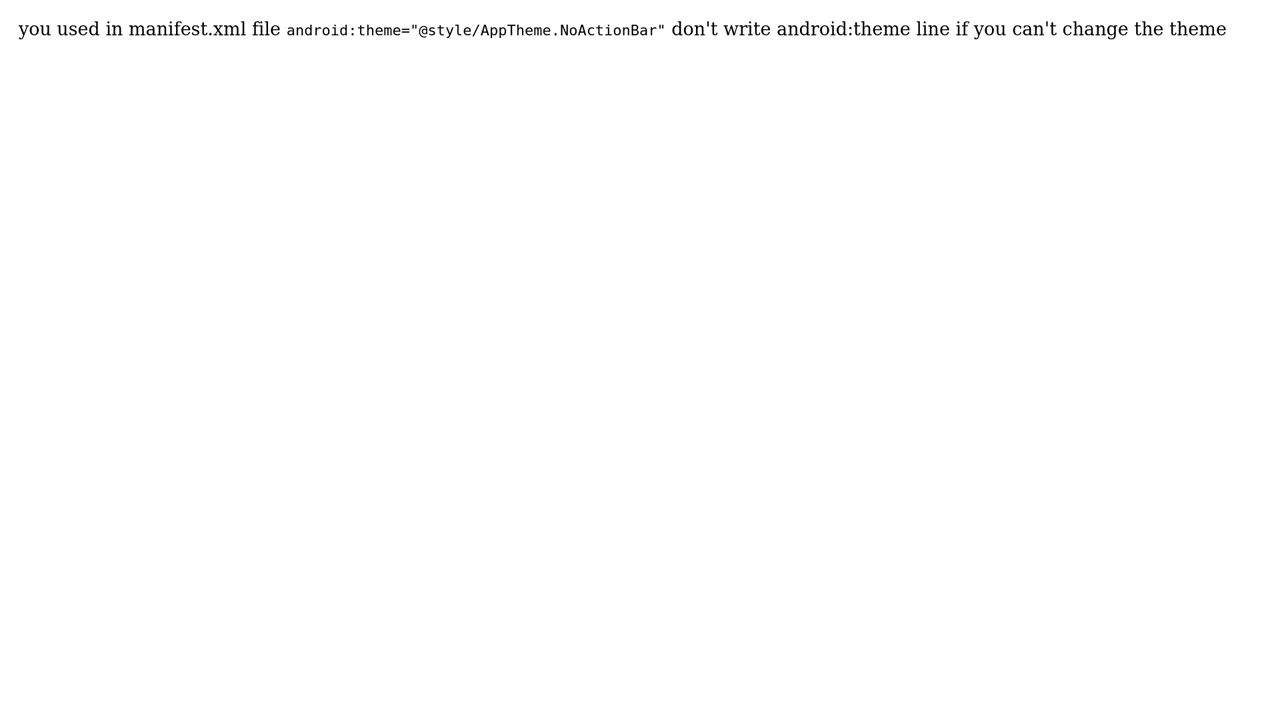 you used in manifest.xml file android:theme="@style/AppTheme.NoActionBar" don't write android:theme line if you can't change the theme